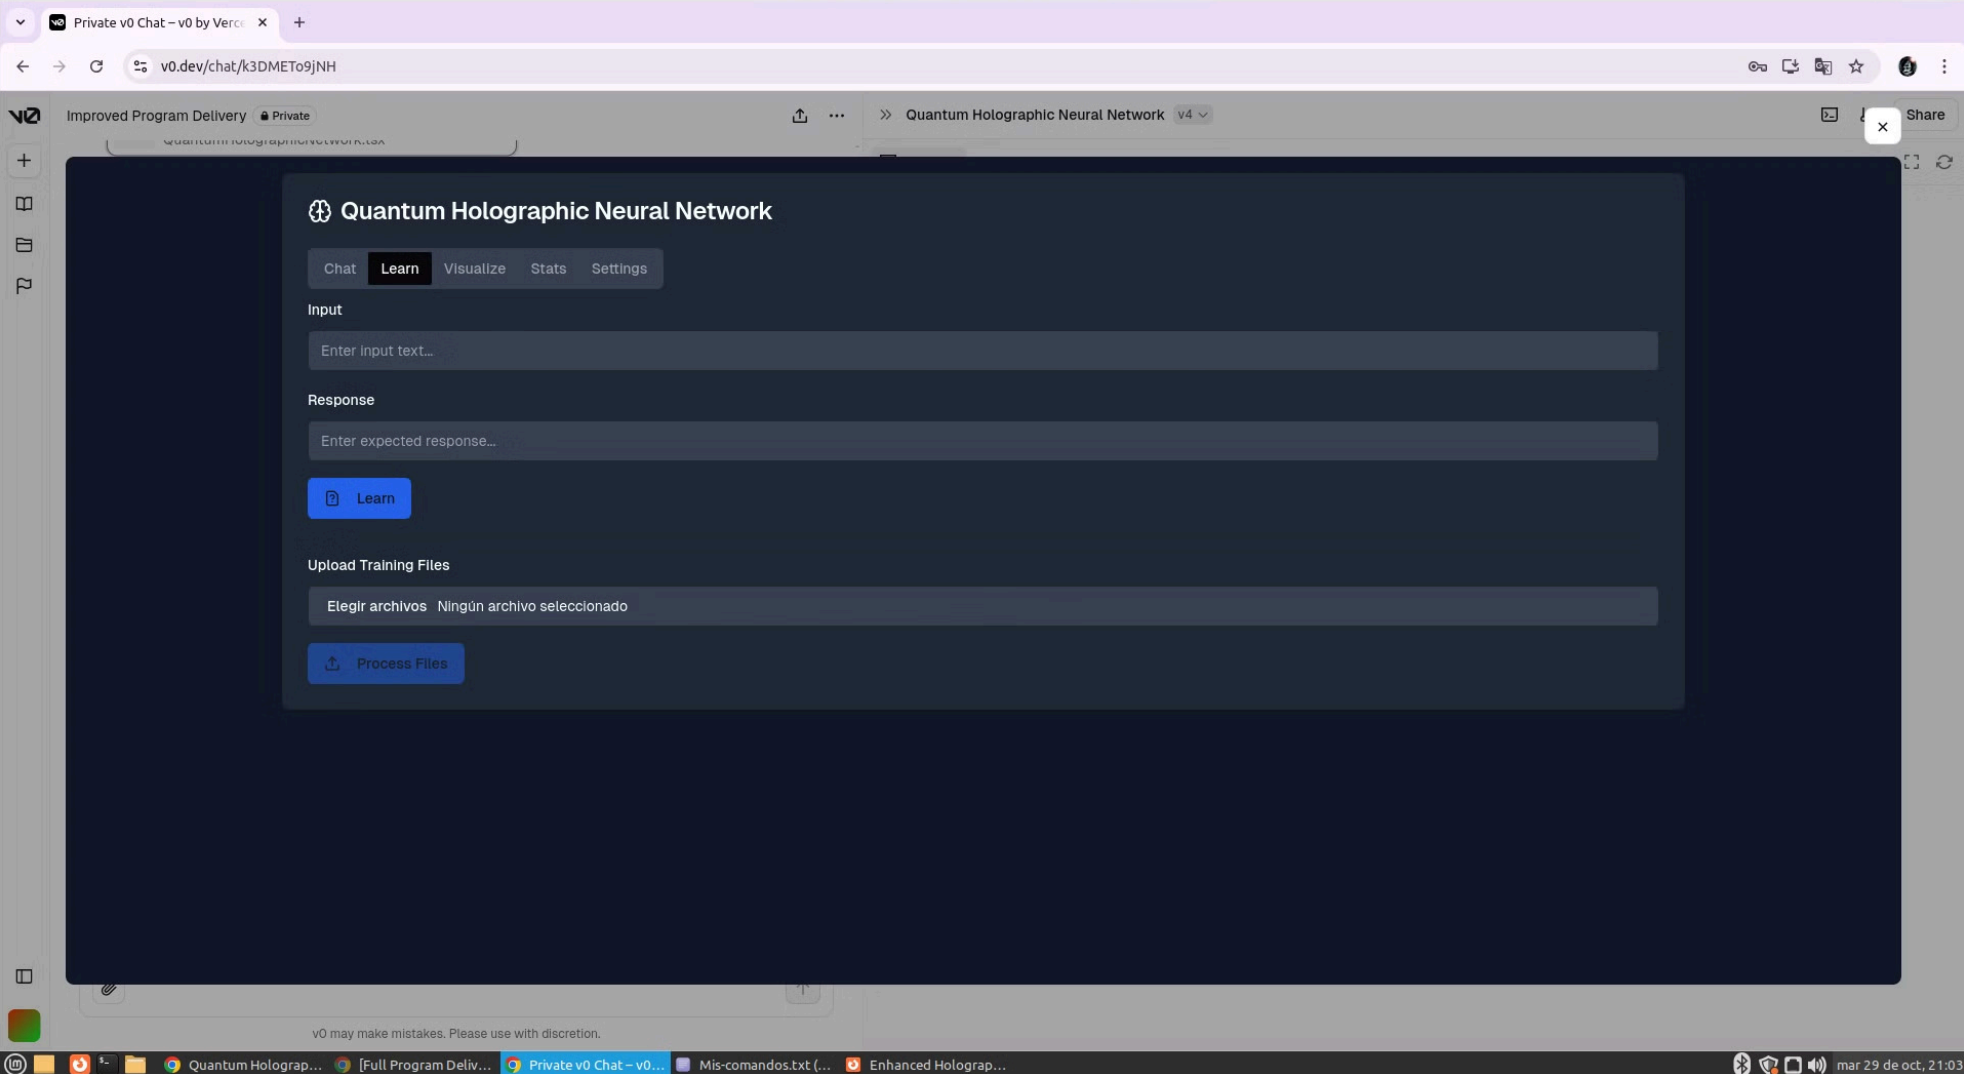 Private v0 Chat – v0 by Verce
v0.dev/chat/k3DMETo9jNH
Improved Program Delivery
Private
Quantum Holographic Neural Network
v4
Share
QuantumHolographicNetwork.tsx
Quantum Holographic Neural Network
Chat
Learn
Visualize
Stats
Settings
Input
Enter input text...
Response
Enter expected response...
Learn
Upload Training Files
Elegir archivos
Ningún archivo seleccionado
Process Files
v0 may make mistakes. Please use with discretion.
Quantum Holograp...
[Full Program Deliv...
Private v0 Chat – v0...
Mis-comandos.txt (...
Enhanced Holograp...
mar 29 de oct, 21:03